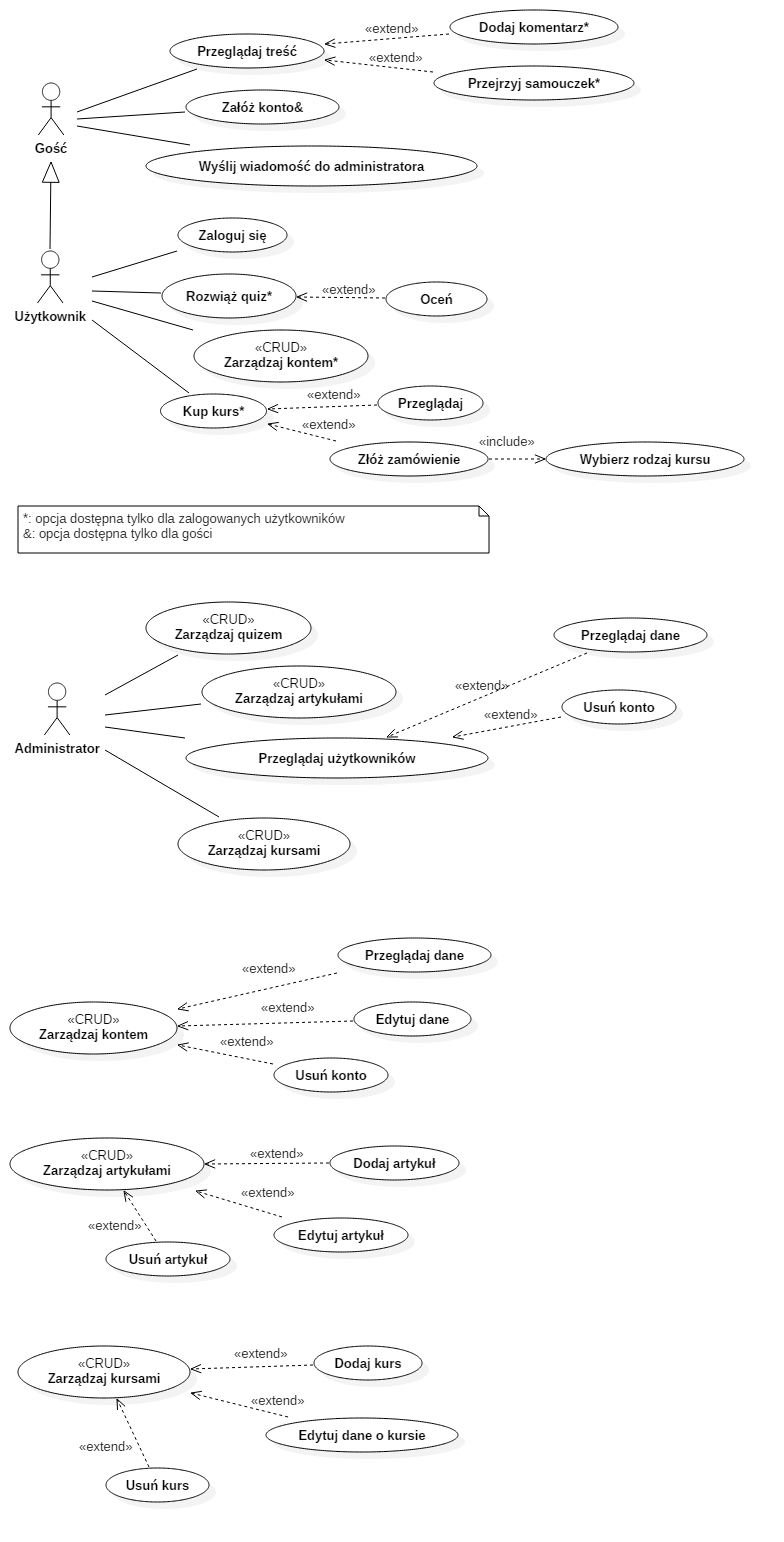 «extend»
Dodaj komentarz*
Przeglądaj treść
«extend»
Przejrzyj samouczek*
Załóż konto&
Gość
Wyślij wiadomość do administratora
Zaloguj się
Rozwiąż quiz*
«extend»
Oceń
Użytkownik
«CRUD»
Zarządzaj kontem*
«extend»
Przeglądaj
Kup kurs*
«extend»
Złóż zamówienie
«include»
Wybierz rodzaj kursu
*: opcja dostępna tylko dla zalogowanych użytkowników
&: opcja dostępna tylko dla gości
«CRUD»
Zarządzaj quizem
Przeglądaj dane
«CRUD»
Zarządzaj artykułami
«extend»
«extend»
Usuń konto
Administrator
Przeglądaj użytkowników
«CRUD»
Zarządzaj kursami
Przeglądaj dane
«extend»
«extend»
Edytuj dane
«CRUD»
Zarządzaj kontem
«extend»
Usuń konto
«CRUD»
Zarządzaj artykułami
«extend»
Dodaj artykuł
«extend»
Edytuj artykuł
«extend»
Usuń artykuł
«CRUD»
Zarządzaj kursami
«extend»
Dodaj kurs
«extend»
Edytuj dane o kursie
«extend»
Usuń kurs